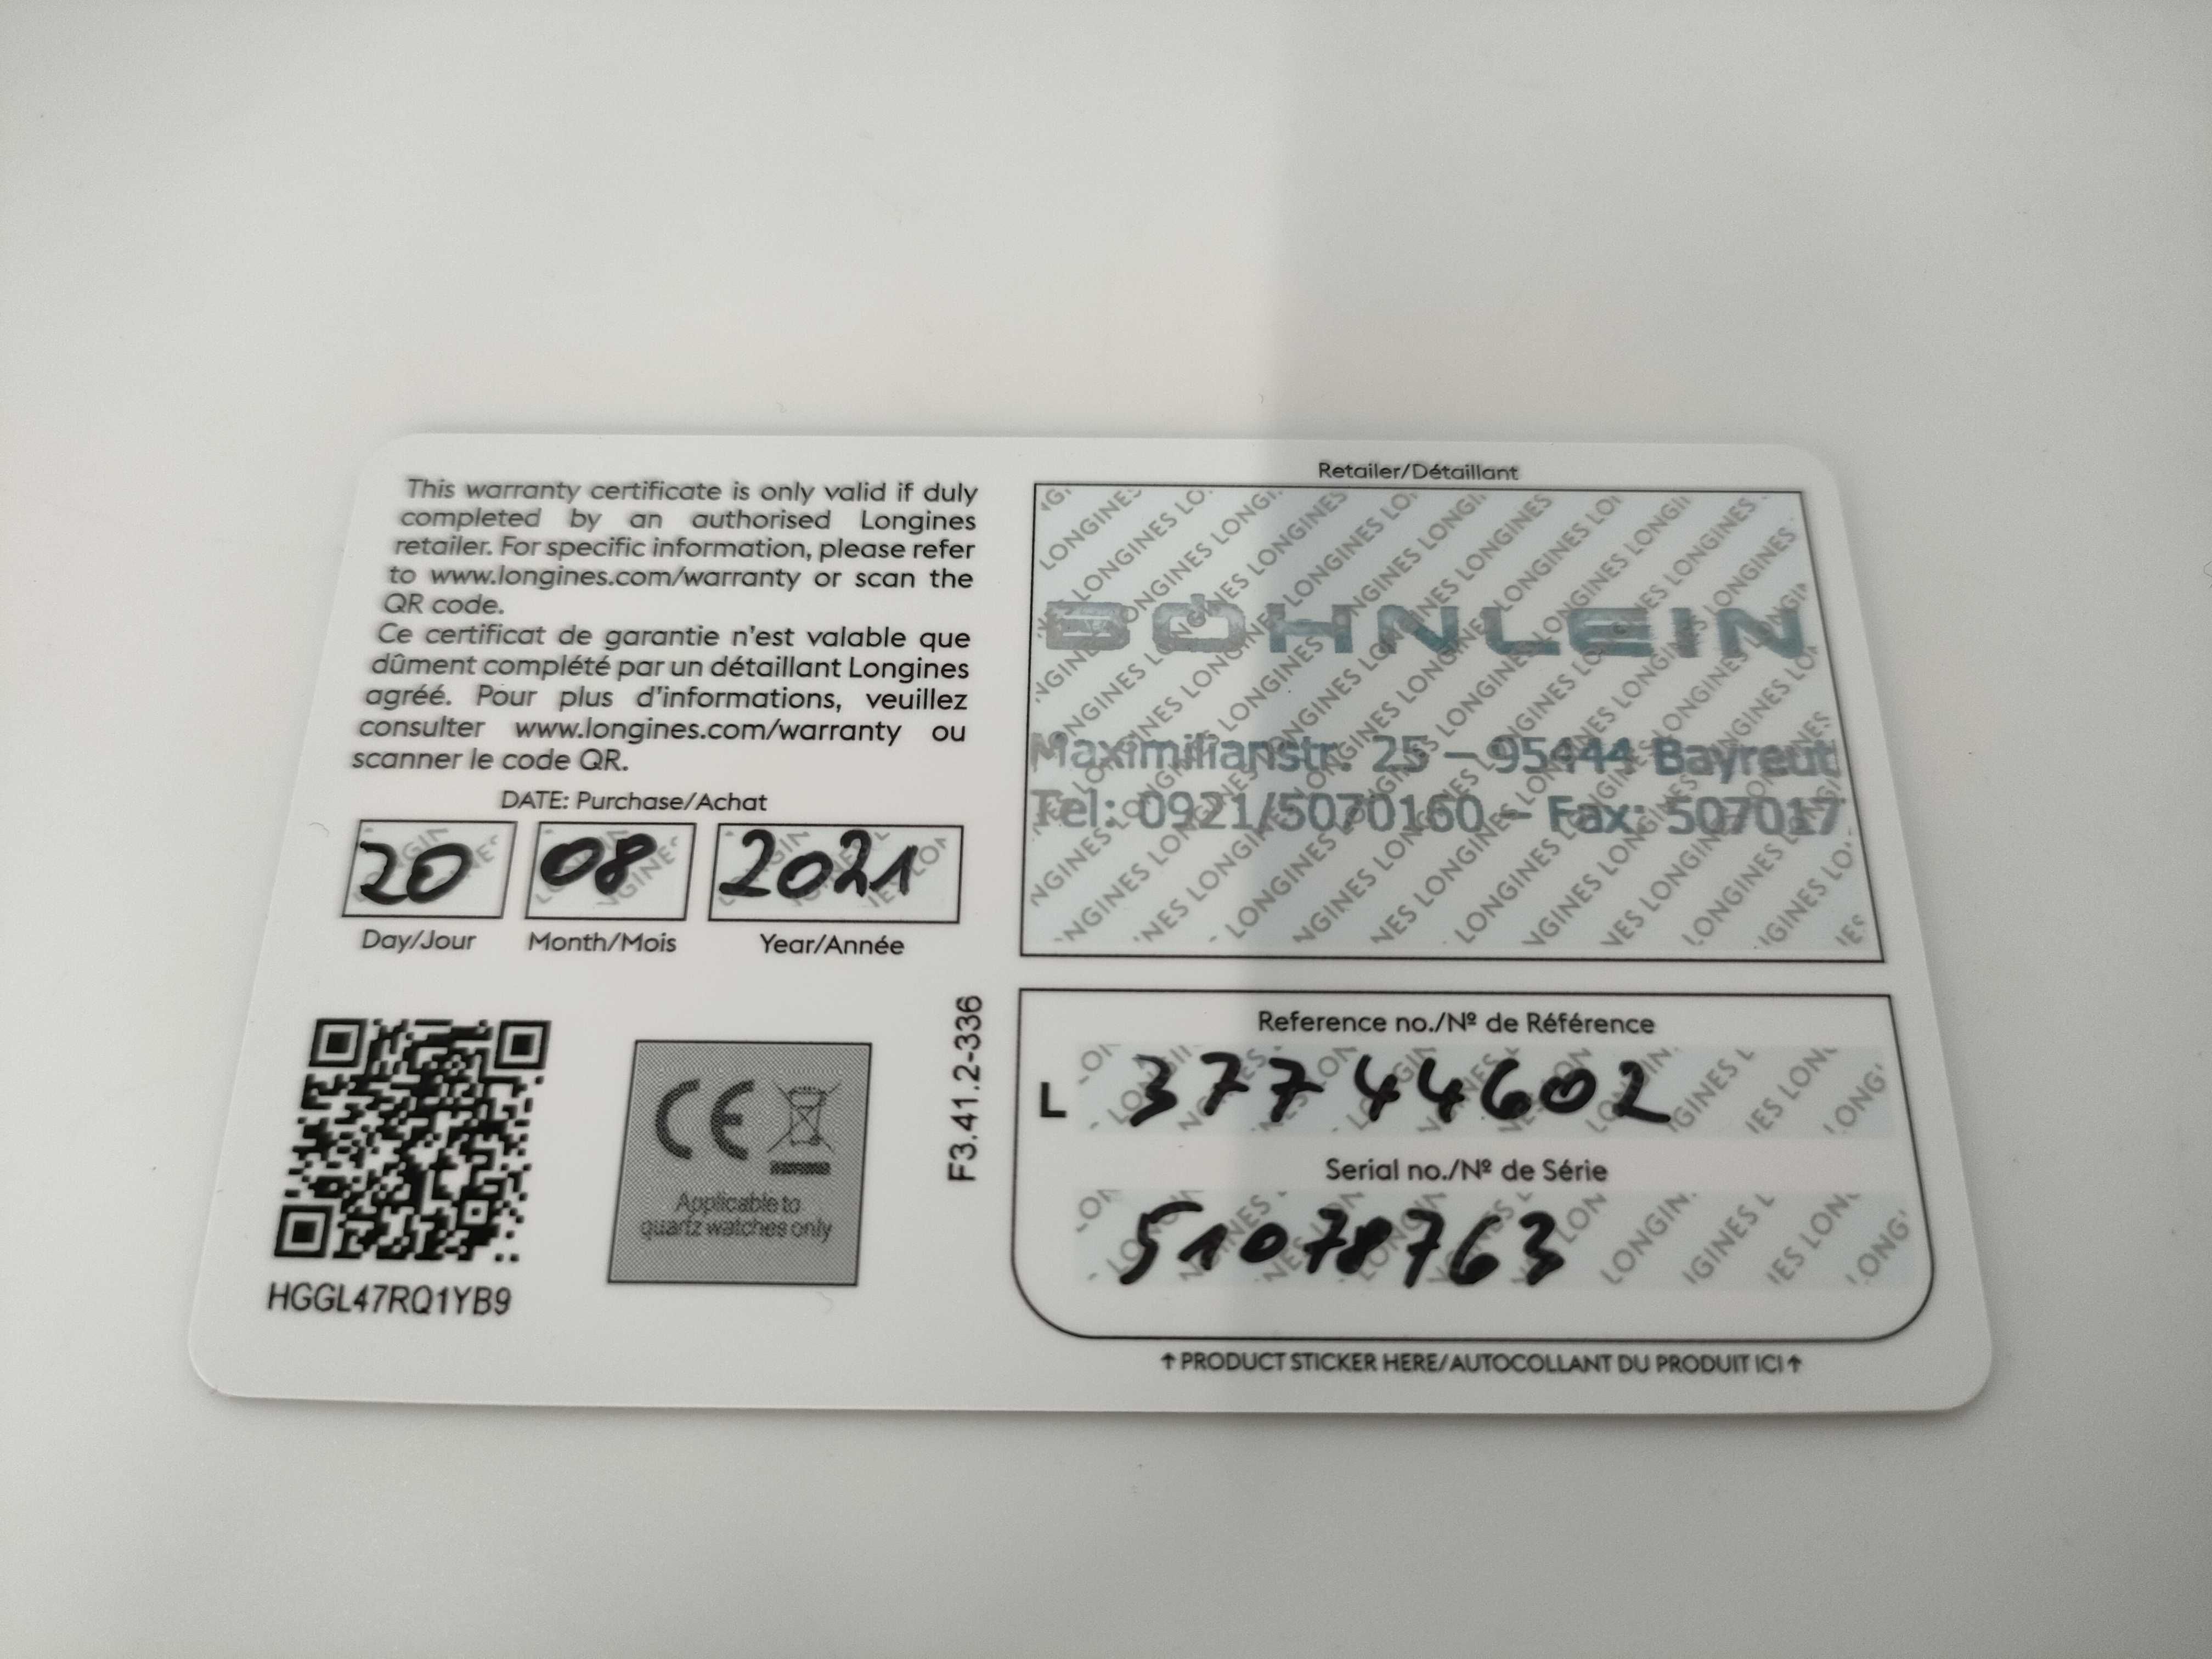 This warranty certificate is only valid if duly
completed by an authorised Longines
retailer. For specific information, please refer
to www.longines.com/warranty or scan the
QR code.
Ce certificat de garantie n'est valable que
dûment complété par un détaillant Longines
agréé. Pour plus d'informations, veuillez
consulter www.longines.com/warranty ou
scanner le code QR.
DATE: Purchase/Achat
20 08 2021
Day/Jour Month/Mois Year/Année
HGGL47RQ1YB9
CE
Applicable to
quartz watches only
F3.41.2-336
Retailer/Détaillant
BÖHNLEIN
Maximilianstr. 25 – 95444 Bayreut
Tel: 0921/5070160 – Fax: 507017
Reference no./Nº de Référence
L 37744602
Serial no./Nº de Série
51078763
↑ PRODUCT STICKER HERE/AUTOCOLLANT DU PRODUIT ICI ↑